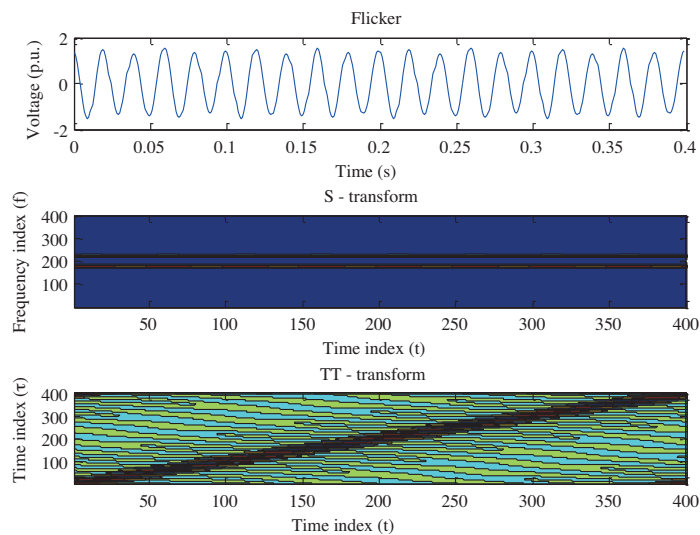 Flicker
Voltage (p.u.)
2
0
-2
0 0.05 0.1 0.15 0.2 0.25 0.3 0.35 0.4
Time (s)
S - transform
Frequency index (f)
400
300
200
100
50 100 150 200 250 300 350 400
Time index (t)
TT - transform
Time index (τ)
400
300
200
100
50 100 150 200 250 300 350 400
Time index (t)